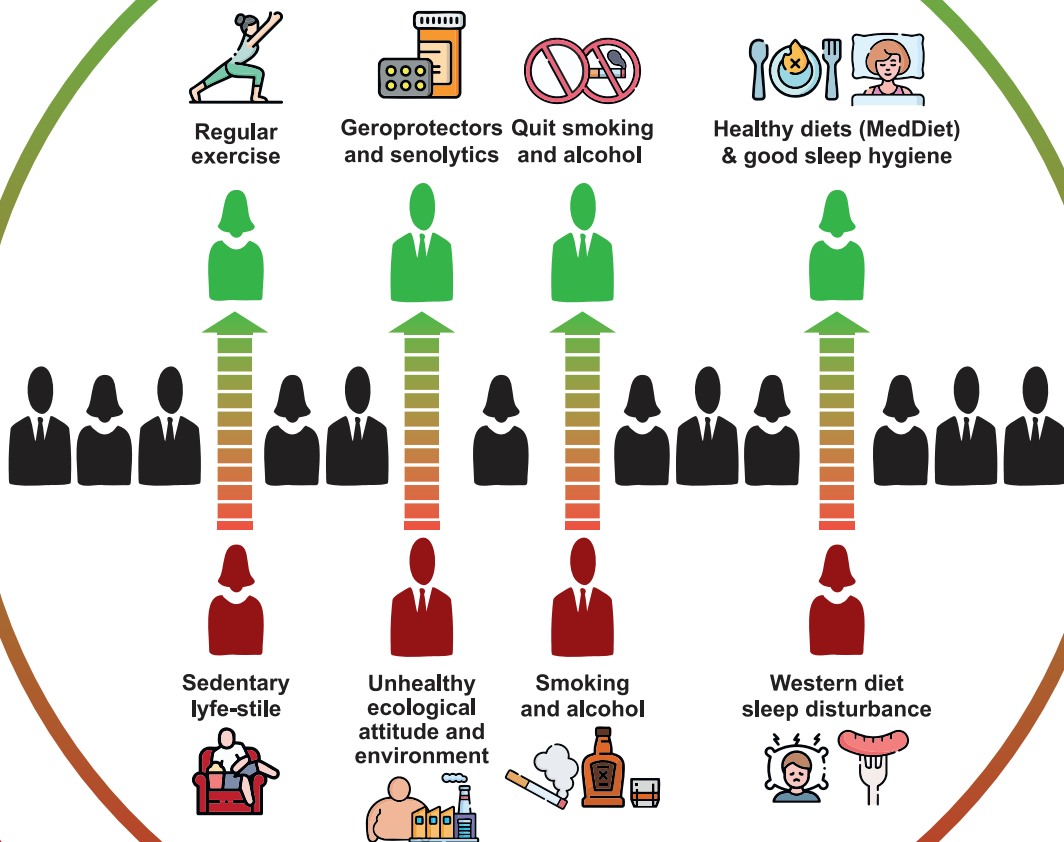 Regular
exercise
Geroprotectors
and senolytics
Quit smoking
and alcohol
Healthy diets (MedDiet)
& good sleep hygiene
Sedentary
lyfe-stile
Unhealthy
ecological
attitude and
environment
Smoking
and alcohol
Western diet
sleep disturbance